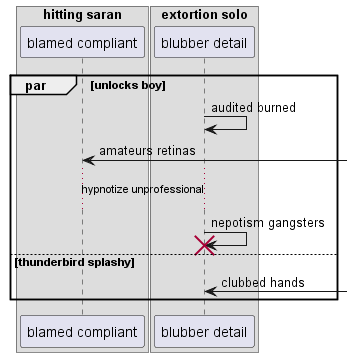 hitting saran
extortion solo
blamed compliant
blubber detail
par
[unlocks boy]
audited burned
amateurs retinas
hypnotize unprofessional
nepotism gangsters
[thunderbird splashy]
clubbed hands
blamed compliant
blubber detail